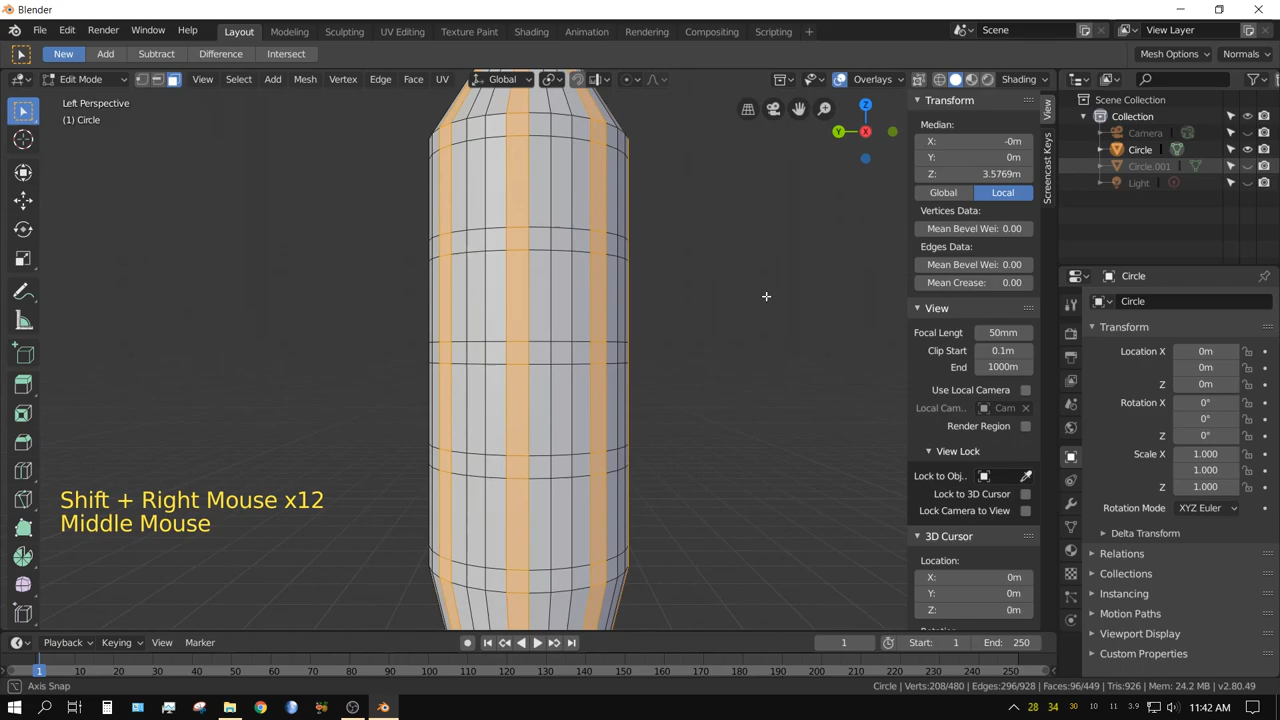 Blender
File Edit Render Window Help Layout Modeling Sculpting UV Editing Texture Paint Shading Animation Rendering Compositing Scripting + Scene View Layer
New Add Subtract Difference Intersect Mesh Options Normals
Edit Mode View Select Add Mesh Vertex Edge Face UV Global Overlays Shading
Left Perspective
(1) Circle
Z
Y
X
Shift + Right Mouse x12
Middle Mouse
Transform
Median:
X: -0m
Y: 0m
Z: 3.5769m
Global Local
Vertices Data:
Mean Bevel Wei: 0.00
Edges Data:
Mean Bevel Wei: 0.00
Mean Crease: 0.00
View
Focal Lengt 50mm
Clip Start 0.1m
End 1000m
Use Local Camera
Local Cam.. Cam
Render Region
View Lock
Lock to Obj..
Lock to 3D Cursor
Lock Camera to View
3D Cursor
Location:
X: 0m
Y: 0m
Z: 0m
View
Screencast Keys
Scene Collection
Collection
Camera
Circle
Circle.001
Light
Circle
Circle
Transform
Location X 0m
0m
Z 0m
Rotation X 0°
0°
Z 0°
Scale X 1.000
1.000
Z 1.000
Rotation Mode XYZ Euler
Delta Transform
Relations
Collections
Instancing
Motion Paths
Viewport Display
Custom Properties
Playback Keying View Marker 1 Start: 1 End: 250
1 10 20 30 40 50 60 70 80 90 100 110 120 130 140 150 160 170 180 190 200 210 220 230 240 250
Axis Snap Circle | Verts:208/480 | Edges:296/928 | Faces:96/449 | Tris:926 | Mem: 24.2 MB | v2.80.49
28 34 30 4 11 3.9 11:42 AM